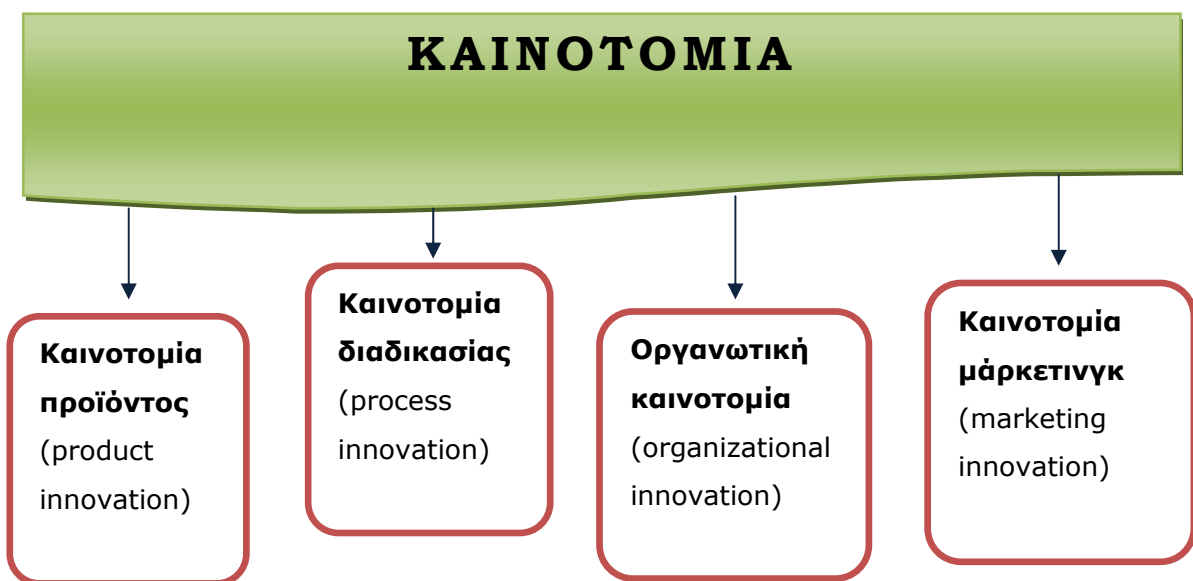 ΚΑΙΝΟΤΟΜΙΑ
Καινοτομία
προϊόντος
(product
innovation)
Καινοτομία
διαδικασίας
(process
innovation)
Οργανωτική
καινοτομία
(organizational
innovation)
Καινοτομία
μάρκετινγκ
(marketing
innovation)